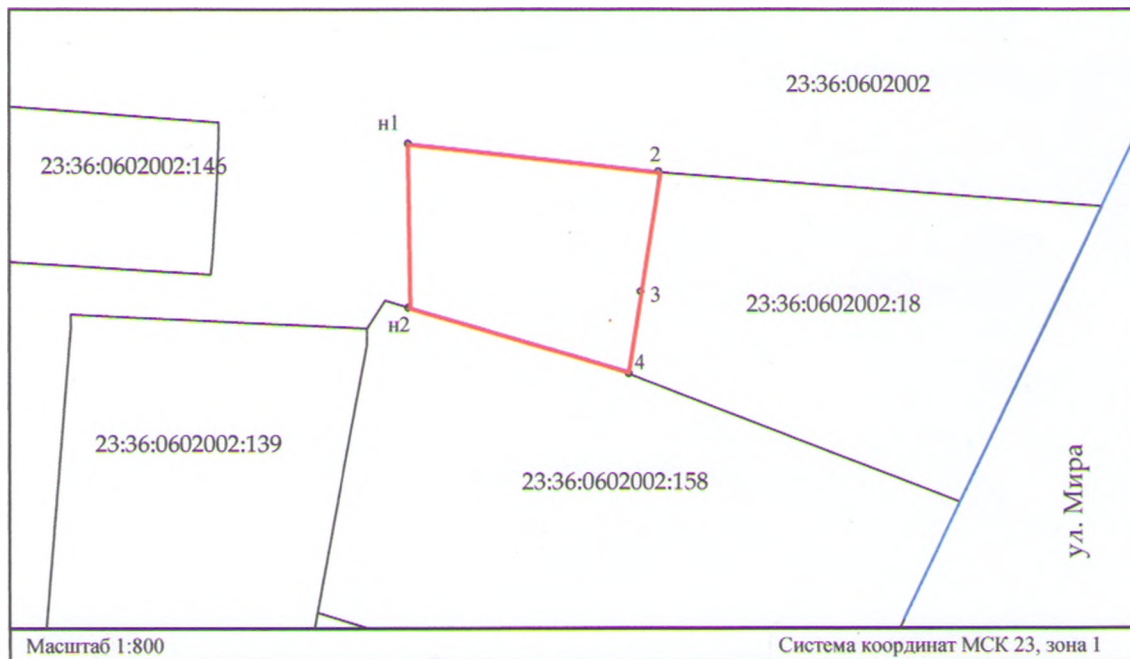 23:36:0602002
н1
2
23:36:0602002:146
3
23:36:0602002:18
н2
4
23:36:0602002:139
23:36:0602002:158
ул. Мира
Масштаб 1:800
Система координат МСК 23, зона 1